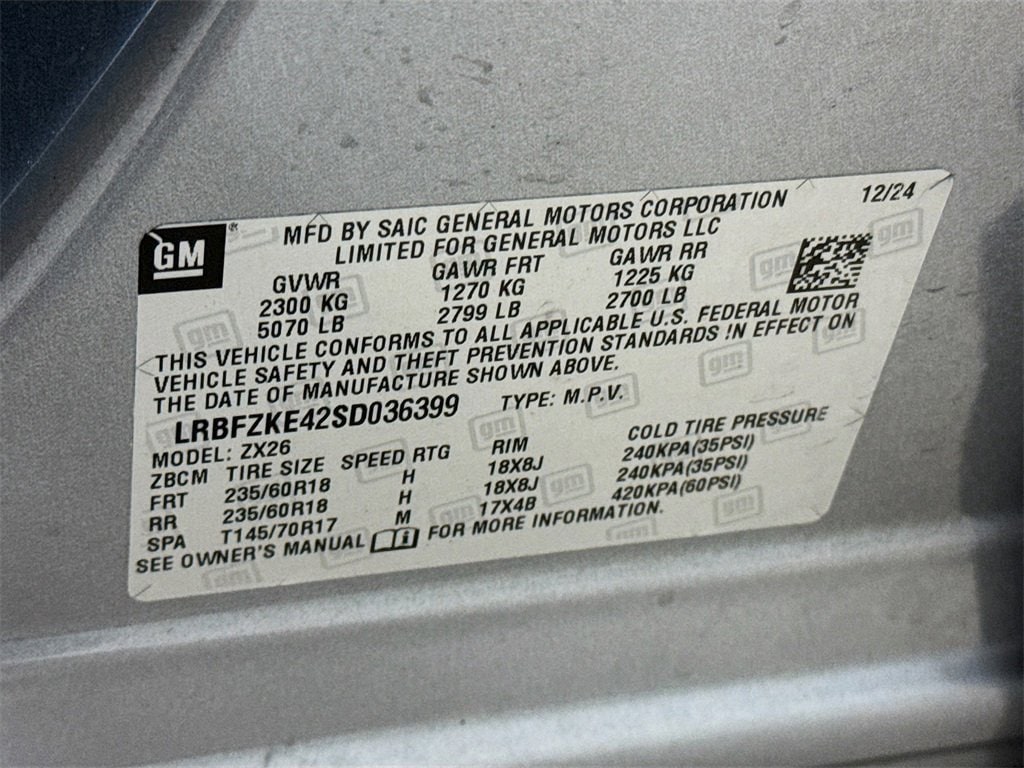 GM
MFD BY SAIC GENERAL MOTORS CORPORATION 12/24
LIMITED FOR GENERAL MOTORS LLC
GVWR GAWR FRT GAWR RR
2300 KG 1270 KG 1225 KG
5070 LB 2799 LB 2700 LB
THIS VEHICLE CONFORMS TO ALL APPLICABLE U.S. FEDERAL MOTOR
VEHICLE SAFETY AND THEFT PREVENTION STANDARDS IN EFFECT ON
THE DATE OF MANUFACTURE SHOWN ABOVE.
LRBFZKE42SD036399 TYPE: M.P.V.
MODEL: ZX26
ZBCM TIRE SIZE SPEED RTG RIM COLD TIRE PRESSURE
FRT 235/60R18 H 18X8J 240KPA(35PSI)
RR 235/60R18 H 18X8J 240KPA(35PSI)
SPA T145/70R17 M 17X4B 420KPA(60PSI)
SEE OWNER'S MANUAL FOR MORE INFORMATION.